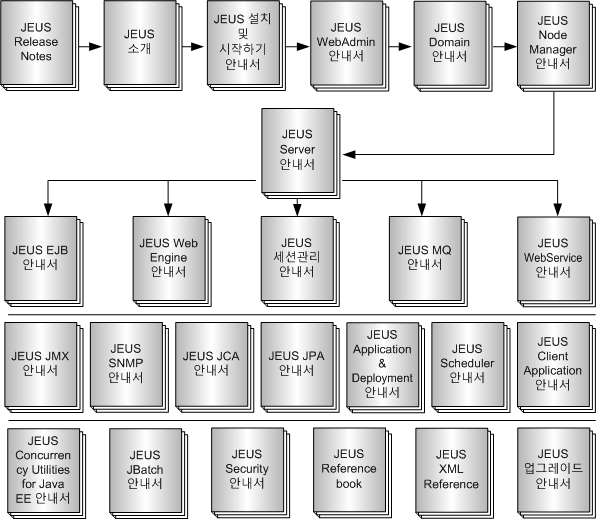 JEUS
Release
Notes
JEUS
소개
JEUS 설치
및
시작하기
안내서
JEUS
WebAdmin
안내서
JEUS
Domain
안내서
JEUS
Node
Manager
안내서
JEUS
Server
안내서
JEUS EJB
안내서
JEUS Web
Engine
안내서
JEUS
세션관리
안내서
JEUS MQ
안내서
JEUS
WebService
안내서
JEUS JMX
안내서
JEUS
SNMP
안내서
JEUS JCA
안내서
JEUS JPA
안내서
JEUS
Application
&
Deployment
안내서
JEUS
Scheduler
안내서
JEUS
Client
Application
안내서
JEUS
Concurren
cy Utilities
for Java
EE 안내서
JEUS
JBatch
안내서
JEUS
Security
안내서
JEUS
Reference
book
JEUS
XML
Reference
JEUS
업그레이드
안내서